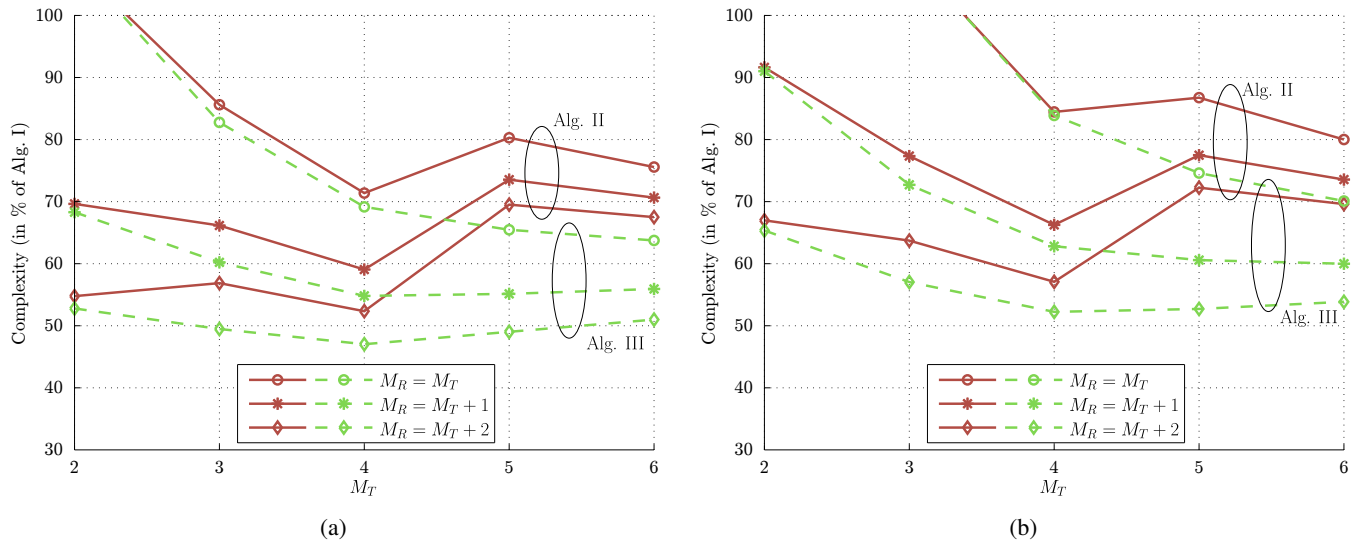 Complexity (in % of Alg. I)
100
90
80
70
60
50
40
30
2
3
4
5
6
M_T
Alg. II
Alg. III
M_R = M_T
M_R = M_T + 1
M_R = M_T + 2
(a)
Complexity (in % of Alg. I)
100
90
80
70
60
50
40
30
2
3
4
5
6
M_T
Alg. II
Alg. III
M_R = M_T
M_R = M_T + 1
M_R = M_T + 2
(b)